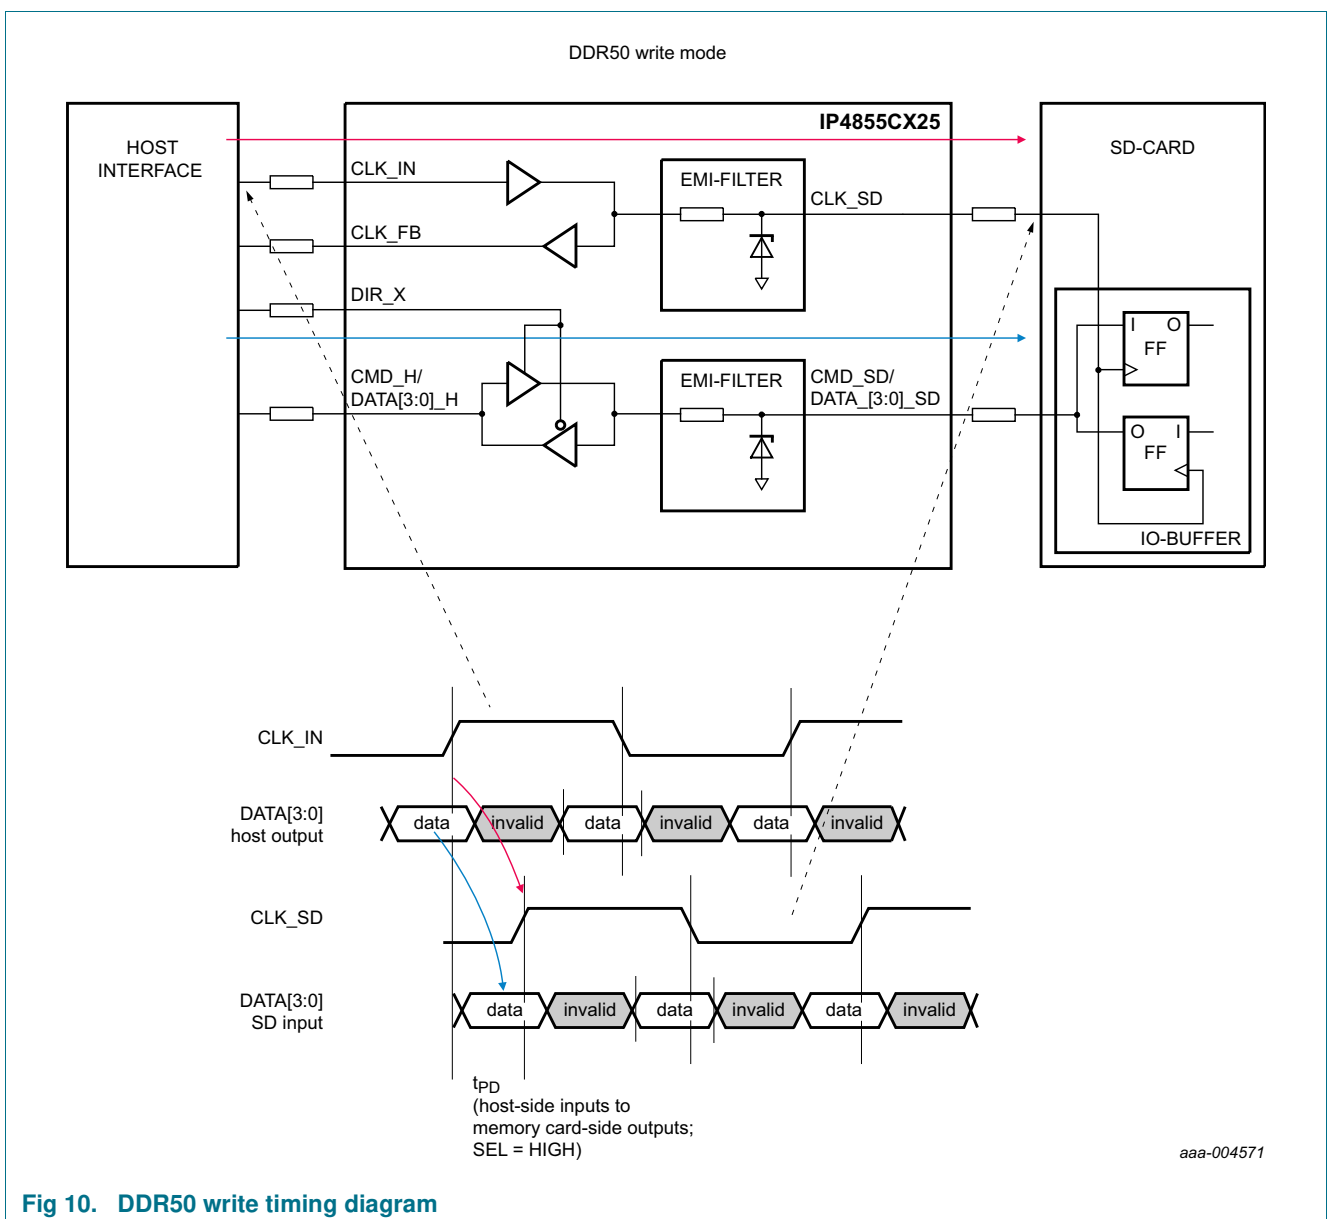 DDR50 write mode
IP4855CX25
HOST
INTERFACE
SD-CARD
CLK_IN
EMI-FILTER
CLK_SD
CLK_FB
DIR_X
I O
FF
CMD_H/
DATA[3:0]_H
EMI-FILTER
CMD_SD/
DATA_[3:0]_SD
O I
FF
IO-BUFFER
CLK_IN
DATA[3:0]
host output
data invalid data invalid data invalid
CLK_SD
DATA[3:0]
SD input
data invalid data invalid data invalid
tPD
(host-side inputs to
memory card-side outputs;
SEL = HIGH)
aaa-004571
Fig 10. DDR50 write timing diagram